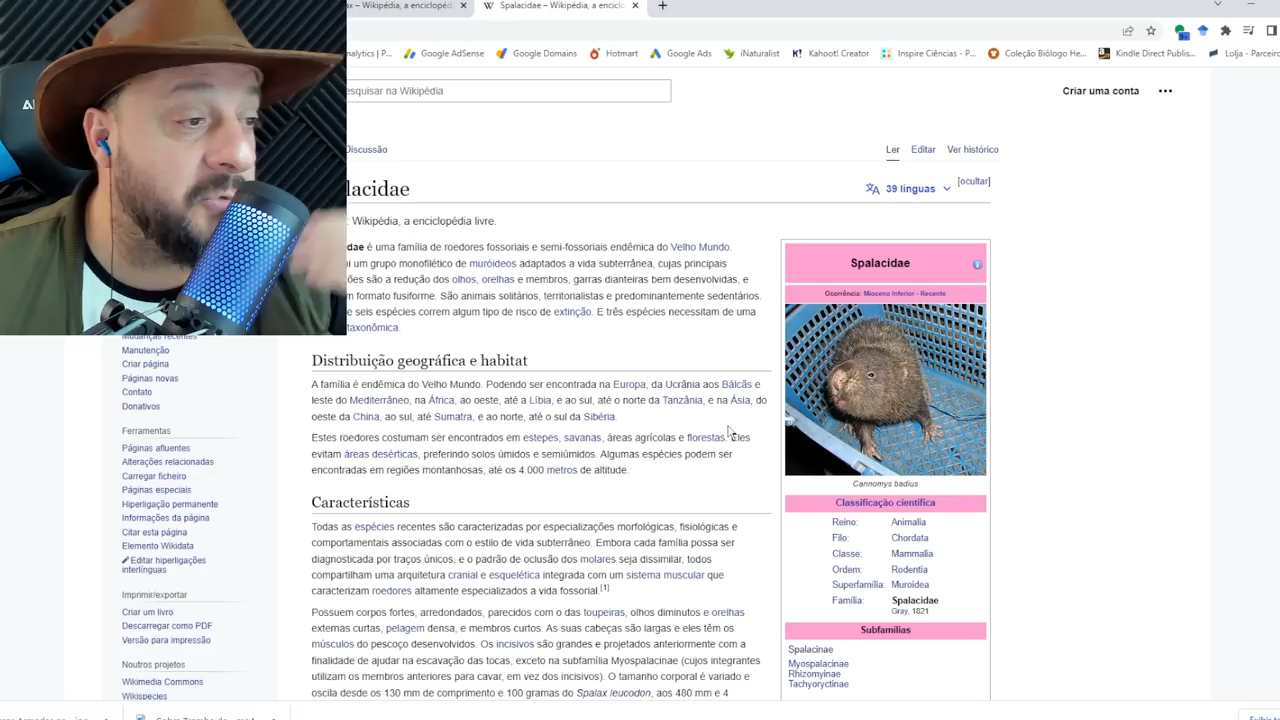 ax – Wikipédia, a enciclopéd
Spalacidae – Wikipédia, a enciclo
nalytics | P...
Google AdSense
Google Domains
Hotmart
Google Ads
iNaturalist
Kahoot! Creator
Inspire Ciências - P...
Coleção Biólogo He...
Kindle Direct Publis...
Lolja - Parceiro
esquisar na Wikipédia
Criar uma conta
Discussão
Ler
Editar
Ver histórico
alacidae
39 línguas
[ocultar]
Wikipédia, a enciclopédia livre.
dae é uma família de roedores fossoriais e semi-fossoriais endêmica do Velho Mundo.
i um grupo monofilético de muróideos adaptados a vida subterrânea, cujas principais
ões são a redução dos olhos, orelhas e membros, garras dianteiras bem desenvolvidas, e
m formato fusiforme. São animais solitários, territorialistas e predominantemente sedentários.
e seis espécies correm algum tipo de risco de extinção. E três espécies necessitam de uma
taxonômica.
Spalacidae
Ocorrência: Mioceno Inferior - Recente
Cannomys badius
Classificação científica
Reino: Animalia
Filo: Chordata
Classe: Mammalia
Ordem: Rodentia
Superfamília: Muroidea
Família: Spalacidae
Gray, 1821
Subfamílias
Spalacinae
Myospalacinae
Rhizomyinae
Tachyoryctinae
Distribuição geográfica e habitat
A família é endêmica do Velho Mundo. Podendo ser encontrada na Europa, da Ucrânia aos Bálcãs e
leste do Mediterrâneo, na África, ao oeste, até a Líbia, e ao sul, até o norte da Tanzânia, e na Ásia, do
oeste da China, ao sul, até Sumatra, e ao norte, até o sul da Sibéria.
Estes roedores costumam ser encontrados em estepes, savanas, áreas agrícolas e florestas. Eles
evitam áreas desérticas, preferindo solos úmidos e semiúmidos. Algumas espécies podem ser
encontradas em regiões montanhosas, até os 4.000 metros de altitude.
Características
Todas as espécies recentes são caracterizadas por especializações morfológicas, fisiológicas e
comportamentais associadas com o estilo de vida subterrâneo. Embora cada família possa ser
diagnosticada por traços únicos, e o padrão de oclusão dos molares seja dissimilar, todos
compartilham uma arquitetura cranial e esquelética integrada com um sistema muscular que
caracterizam roedores altamente especializados a vida fossorial.[1]
Possuem corpos fortes, arredondados, parecidos com o das toupeiras, olhos diminutos e orelhas
externas curtas, pelagem densa, e membros curtos. As suas cabeças são largas e eles têm os
músculos do pescoço desenvolvidos. Os incisivos são grandes e projetados anteriormente com a
finalidade de ajudar na escavação das tocas, exceto na subfamília Myospalacinae (cujos integrantes
utilizam os membros anteriores para cavar, em vez dos incisivos). O tamanho corporal é variado e
oscila desde os 130 mm de comprimento e 100 gramas do Spalax leucodon, aos 480 mm e 4
Mudanças recentes
Manutenção
Criar página
Páginas novas
Contato
Donativos
Ferramentas
Páginas afluentes
Alterações relacionadas
Carregar ficheiro
Páginas especiais
Hiperligação permanente
Informações da página
Citar esta página
Elemento Wikidata
Editar hiperligações
interlínguas
Imprimir/exportar
Criar um livro
Descarregar como PDF
Versão para impressão
Noutros projetos
Wikimedia Commons
Wikispecies